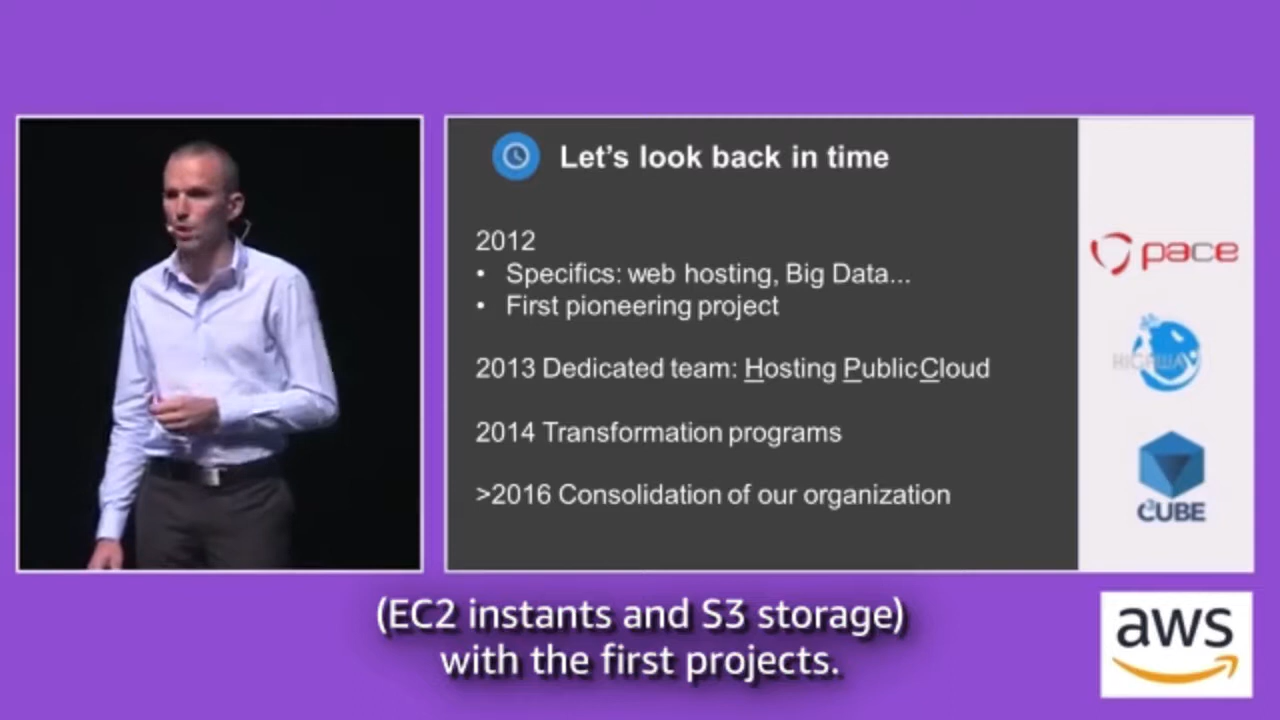 Let's look back in time
2012
• Specifics: web hosting, Big Data...
• First pioneering project
2013 Dedicated team: Hosting Public Cloud
2014 Transformation programs
>2016 Consolidation of our organization
pace
HIGHWAY
CUBE
(EC2 instants and S3 storage)
with the first projects.
aws